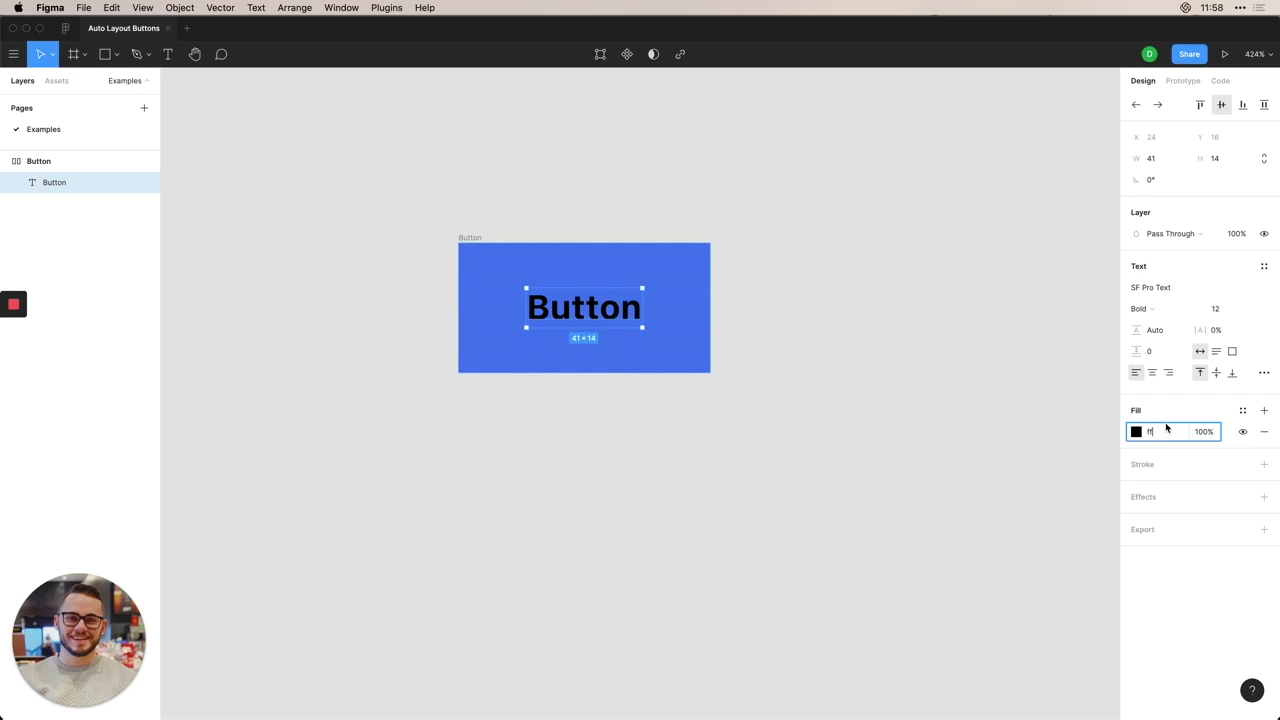 Figma File Edit View Object Vector Text Arrange Window Plugins Help 11:58
Auto Layout Buttons
D Share 424%
Layers Assets Examples
Design Prototype Code
Pages
Examples
X 24 Y 16
Button
W 41 H 14
Button
0°
Layer
Pass Through 100%
Button
Text
SF Pro Text
Button
Bold 12
A Auto |A| 0%
41 × 14
0
Fill
ff 100%
Stroke
Effects
Export
?